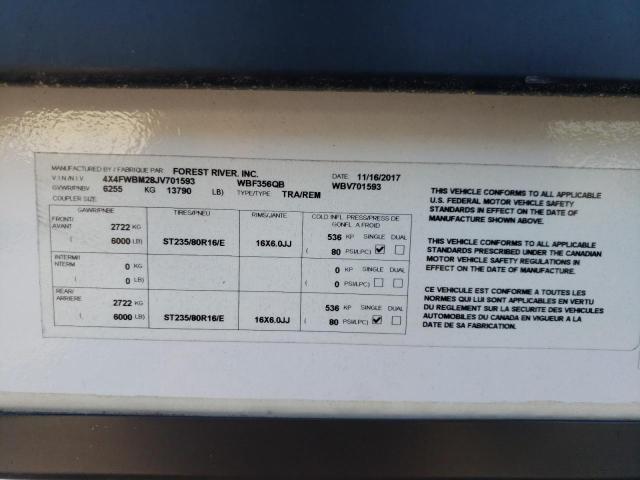 MANUFACTURED BY / FABRIQUE PAR: FOREST RIVER, INC. DATE: 11/16/2017
V I N /N I V 4X4FWBM28JV701593 WBF356QB WBV701593
GVWR/PNBV 6255 KG 13790 LB) TYPE/TYPE TRA/REM
COUPLER SIZE:
GAWR/PNBE TIRES/PNEU RIMS/JANTE COLD.INFL PRESS/PRESS DE GONFL.A.FROID
FRONT/ AVANT 2722 KG 536 KP SINGLE DUAL
( 6000 LB) ST235/80R16/E 16X6.0JJ ( 80 PSI/LPC)
INTERM/I NTERM 0 KG 0 KP SINGLE DUAL
( 0 LB) ( 0 PSI/LPC)
REAR/ ARRIERE 2722 KG 536 KP SINGLE DUAL
( 6000 LB) ST235/80R16/E 16X6.0JJ ( 80 PSI/LPC)
THIS VEHICLE CONFORMS TO ALL APPLICABLE
U.S. FEDERAL MOTOR VEHICLE SAFETY
STANDARDS IN EFFECT ON THE DATE OF
MANUFACTURE SHOWN ABOVE.
THIS VEHICLE CONFORMS TO ALL APPLICABLE
STANDARDS PRESCRIBED UNDER THE CANADIAN
MOTOR VEHICLE SAFETY REGULATIONS IN
EFFECT ON THE DATE OF MANUFACTURE.
CE VEHICULE EST CONFORME A TOUTES LES
NORMES QUI LUI SONT APPLICABLES EN VERTU
DU REGLEMENT SUR LA SECURITE DES VEHICULES
AUTOMOBILES DU CANADA EN VIGUEUR A LA
DATE DE SA FABRICATION.